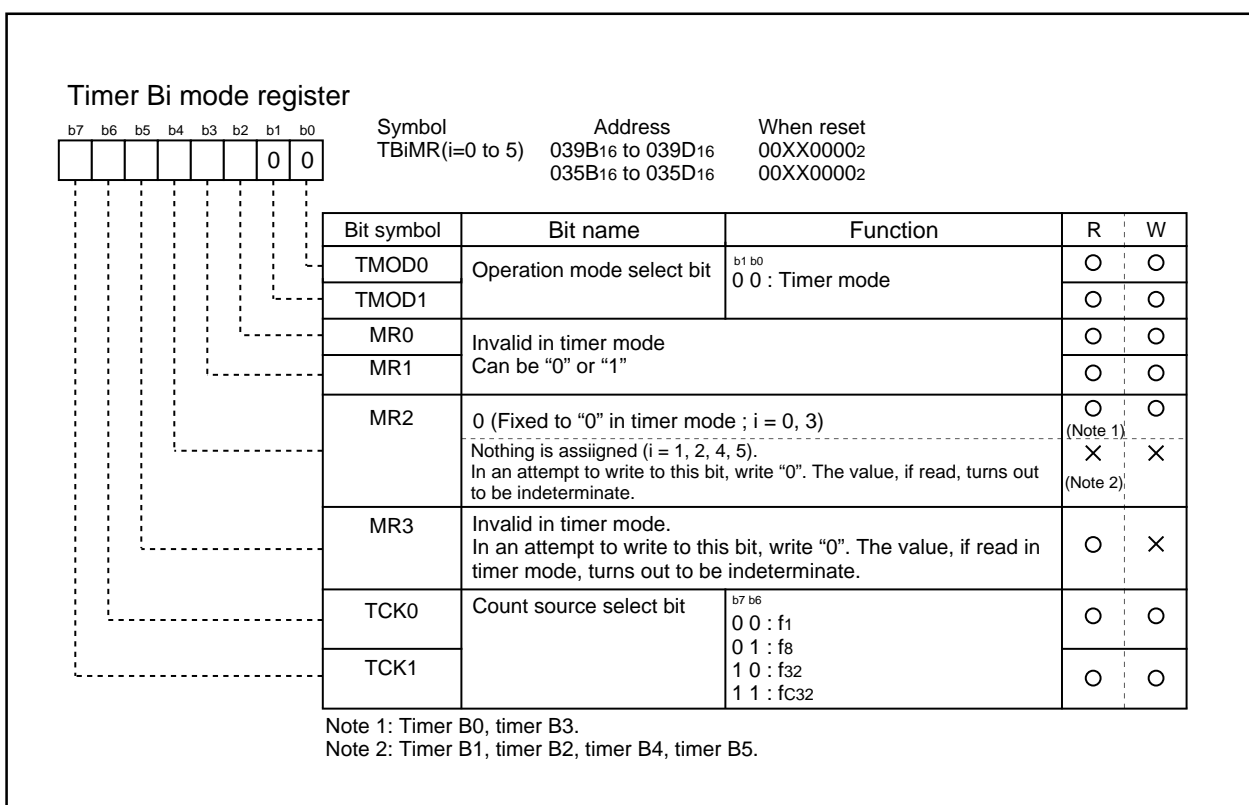 Timer Bi mode register
b7 b6 b5 b4 b3 b2 b1 b0
0 0
Symbol Address When reset
TBiMR(i=0 to 5) 039B16 to 039D16 00XX00002
035B16 to 035D16 00XX00002
Bit symbol Bit name Function R W
TMOD0 Operation mode select bit b1 b0
0 0 : Timer mode
TMOD1
MR0 Invalid in timer mode
MR1 Can be “0” or “1”
MR2 0 (Fixed to “0” in timer mode ; i = 0, 3)
(Note 1)
Nothing is assiigned (i = 1, 2, 4, 5).
In an attempt to write to this bit, write “0”. The value, if read, turns out
to be indeterminate.
(Note 2)
MR3 Invalid in timer mode.
In an attempt to write to this bit, write “0”. The value, if read in
timer mode, turns out to be indeterminate.
TCK0 Count source select bit b7 b6
0 0 : f1
0 1 : f8
TCK1 1 0 : f32
1 1 : fC32
Note 1: Timer B0, timer B3.
Note 2: Timer B1, timer B2, timer B4, timer B5.